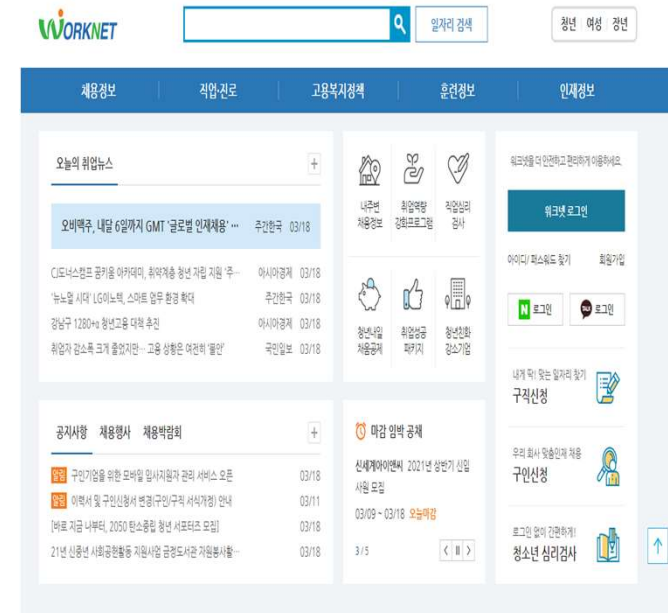 WORKNET
일자리 검색
청년 여성 장년
채용정보 직업·진로 고용복지정책 훈련정보 인재정보
오늘의 취업뉴스 +
오비맥주, 내달 6일까지 GMT '글로벌 인재채용' … 주간한국 03/18
CJ도너스캠프 꿈키움 아카데미, 취약계층 청년 자립 지원 '주… 아시아경제 03/18
'뉴노멀 시대' LG이노텍, 스마트 업무 환경 확대 주간한국 03/18
강남구 1280+α 청년고용 대책 추진 아시아경제 03/18
취업자 감소폭 크게 줄었지만… 고용 상황은 여전히 '불안' 국민일보 03/18
내주변 채용정보
취업역량 강화프로그램
직업심리 검사
청년내일 채움공제
취업성공 패키지
청년친화 강소기업
워크넷을 더 안전하고 편리하게 이용하세요.
워크넷 로그인
아이디/ 패스워드 찾기 회원가입
N 로그인 TALK 로그인
내게 딱! 맞는 일자리 찾기
구직신청
우리 회사 맞춤인재 채용
구인신청
로그인 없이 간편하게!
청소년 심리검사
공지사항 채용행사 채용박람회 +
알림 구인기업을 위한 모바일 입사지원자 관리 서비스 오픈 03/18
알림 이력서 및 구인신청서 변경(구인/구직 서식개정) 안내 03/11
[바로 지금 나부터, 2050 탄소중립 청년 서포터즈 모집] 03/18
21년 신중년 사회공헌활동 지원사업 금정도서관 자원봉사활… 03/18
마감 임박 공채
신세계아이앤씨 2021년 상반기 신입
사원 모집
03/09 ~ 03/18 오늘마감
3 / 5